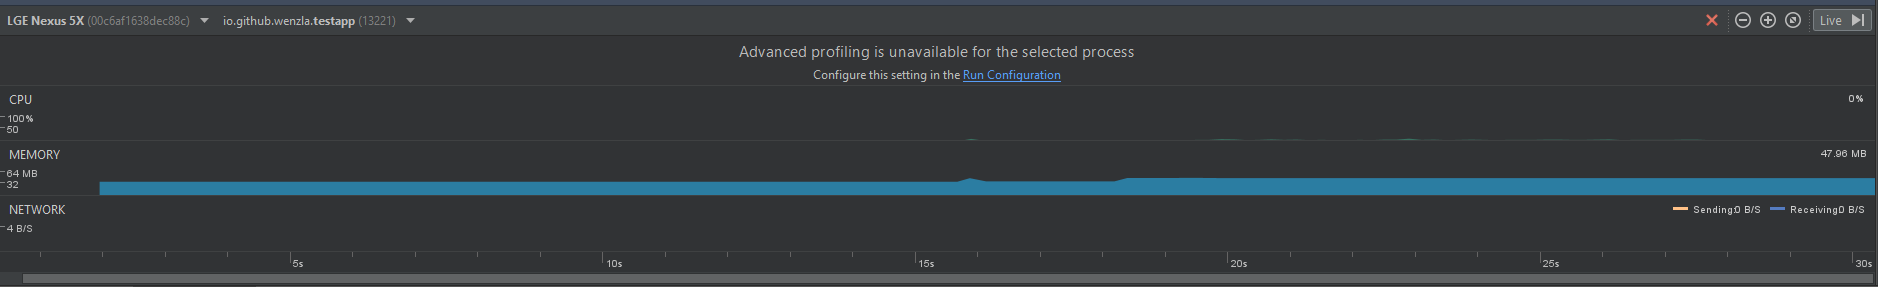 LGE Nexus 5X (00c6af1638dec88c) io.github.wenzla.testapp (13221) Live
Advanced profiling is unavailable for the selected process
Configure this setting in the Run Configuration
CPU 0%
100%
50
MEMORY 47.96 MB
64 MB
32
NETWORK Sending:0 B/S Receiving:0 B/S
4 B/S
5s 10s 15s 20s 25s 30s